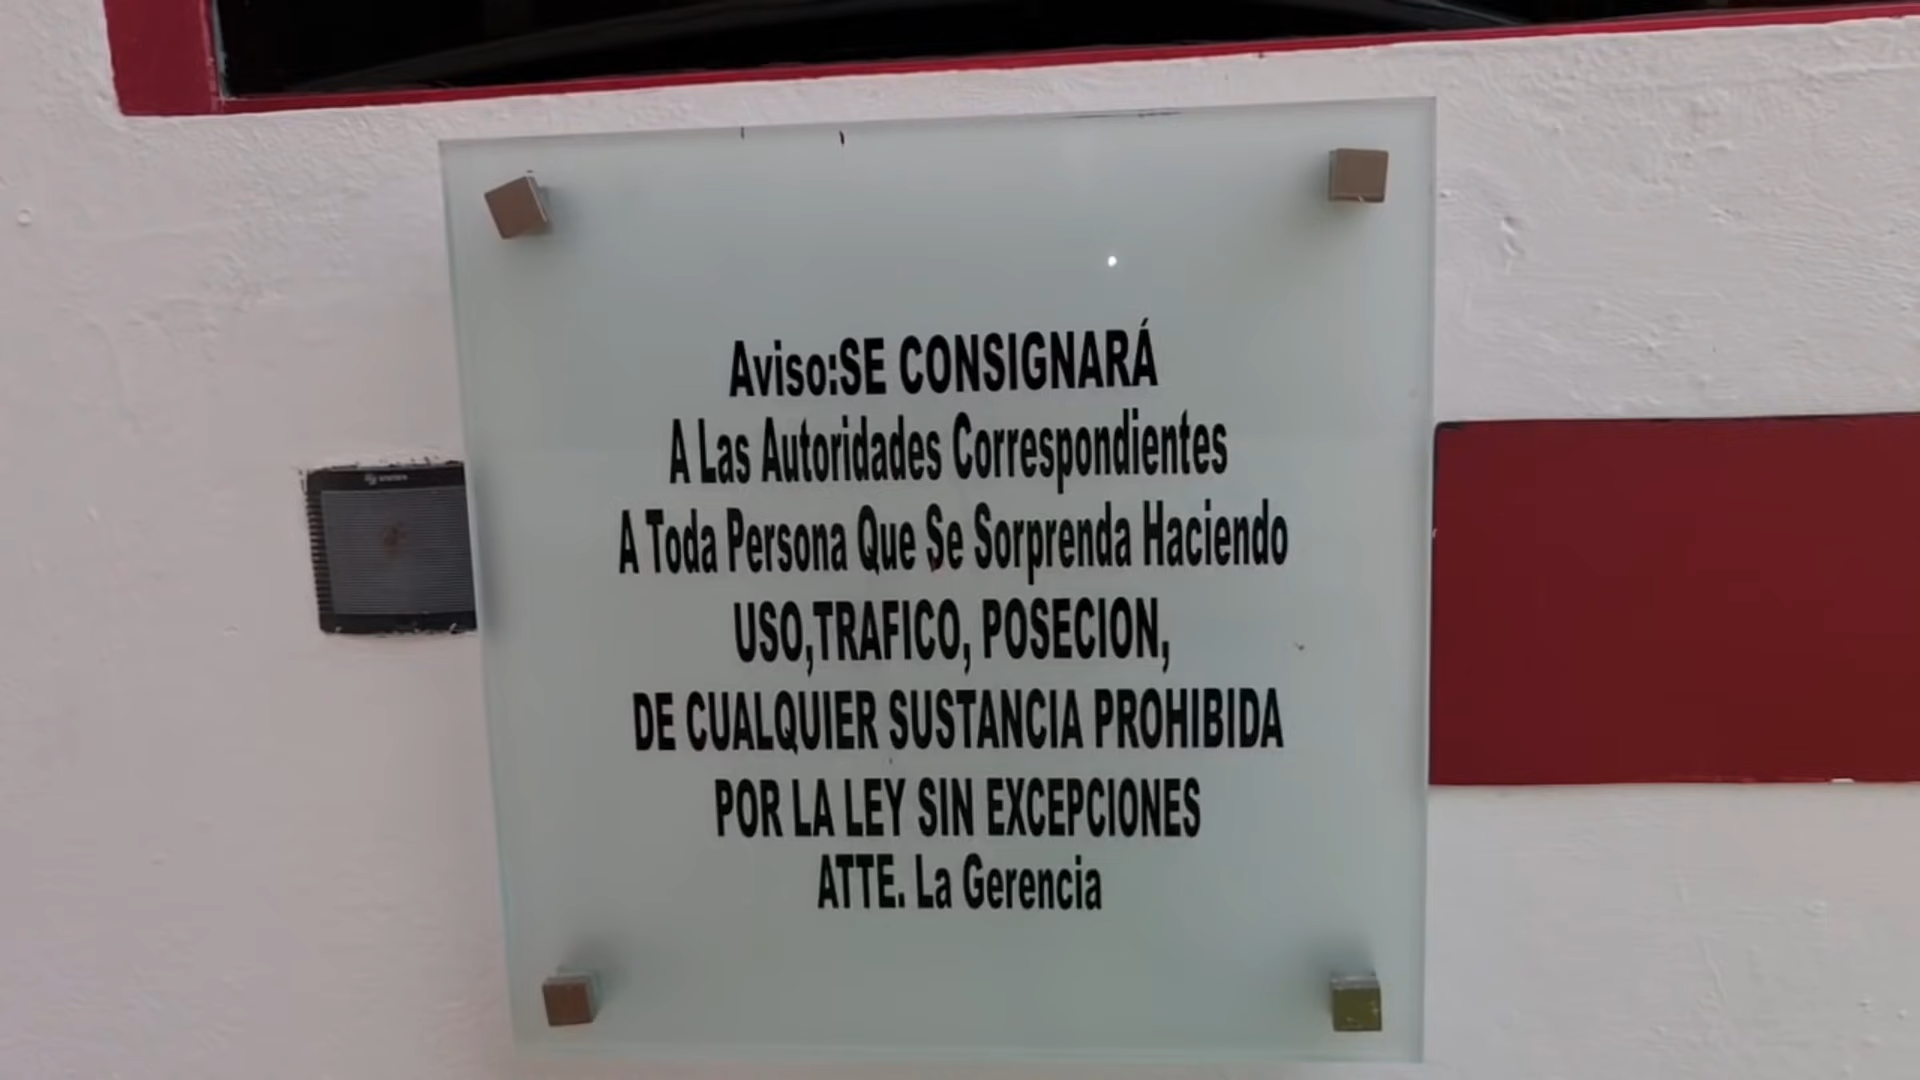 Aviso:SE CONSIGNARÁ
A Las Autoridades Correspondientes
A Toda Persona Que Se Sorprenda Haciendo
USO,TRAFICO, POSECION,
DE CUALQUIER SUSTANCIA PROHIBIDA
POR LA LEY SIN EXCEPCIONES
ATTE. La Gerencia